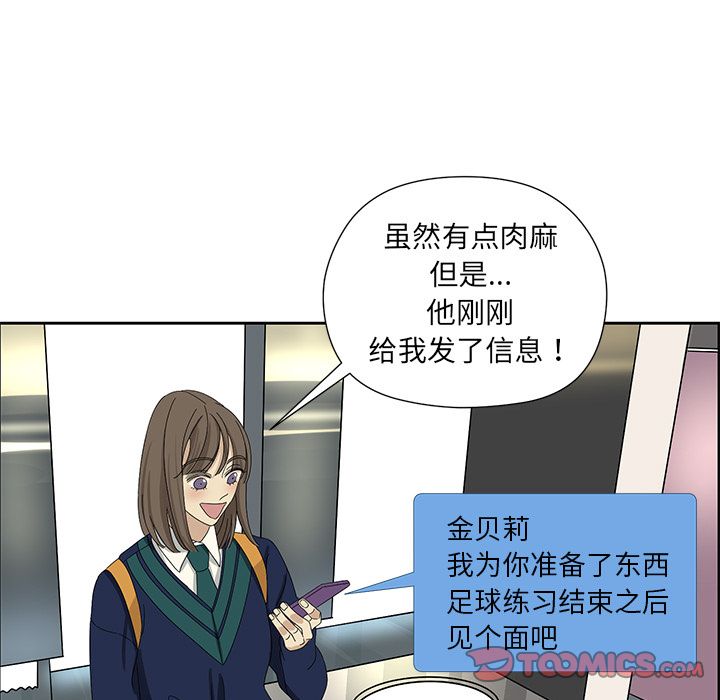 虽然有点肉麻
但是...
他刚刚
给我发了信息！
金贝莉
我为你准备了东西
足球练习结束之后
见个面吧
TOOMICS.COM